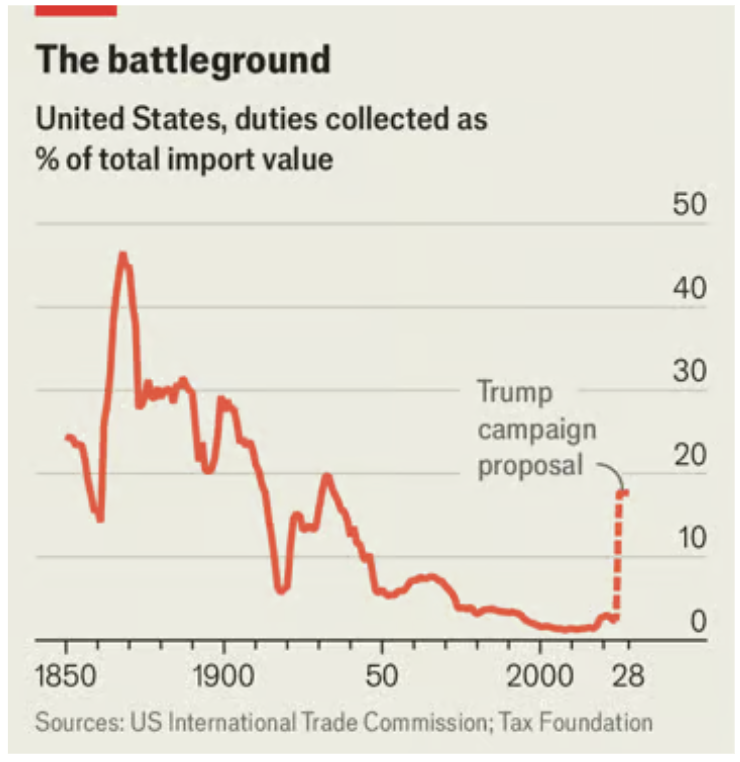 The battleground
United States, duties collected as
% of total import value
50
40
30
Trump
campaign
proposal
20
10
0
1850 1900 50 2000 28
Sources: US International Trade Commission; Tax Foundation